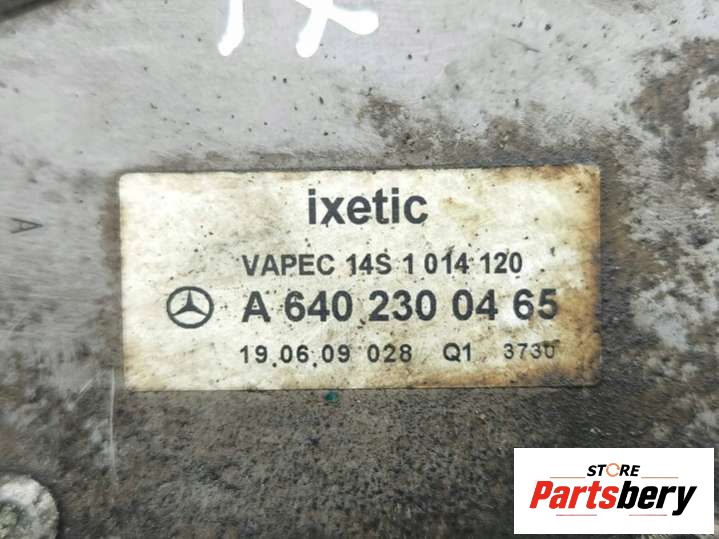 ixetic
VAPEC 14S 1 014 120
A 640 230 04 65
19.06.09 028 Q1 3730
A
STORE
Partsbery